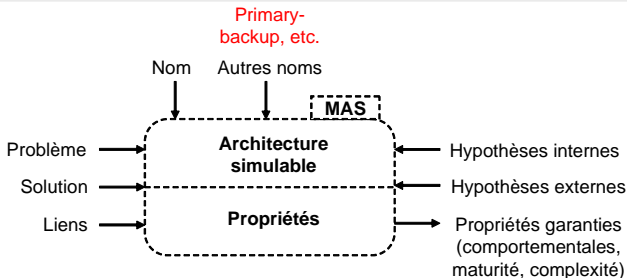 Primary-
backup, etc.
Nom Autres noms
MAS
Problème
Architecture
simulable
Hypothèses internes
Solution
Hypothèses externes
Liens
Propriétés
Propriétés garanties
(comportementales,
maturité, complexité)